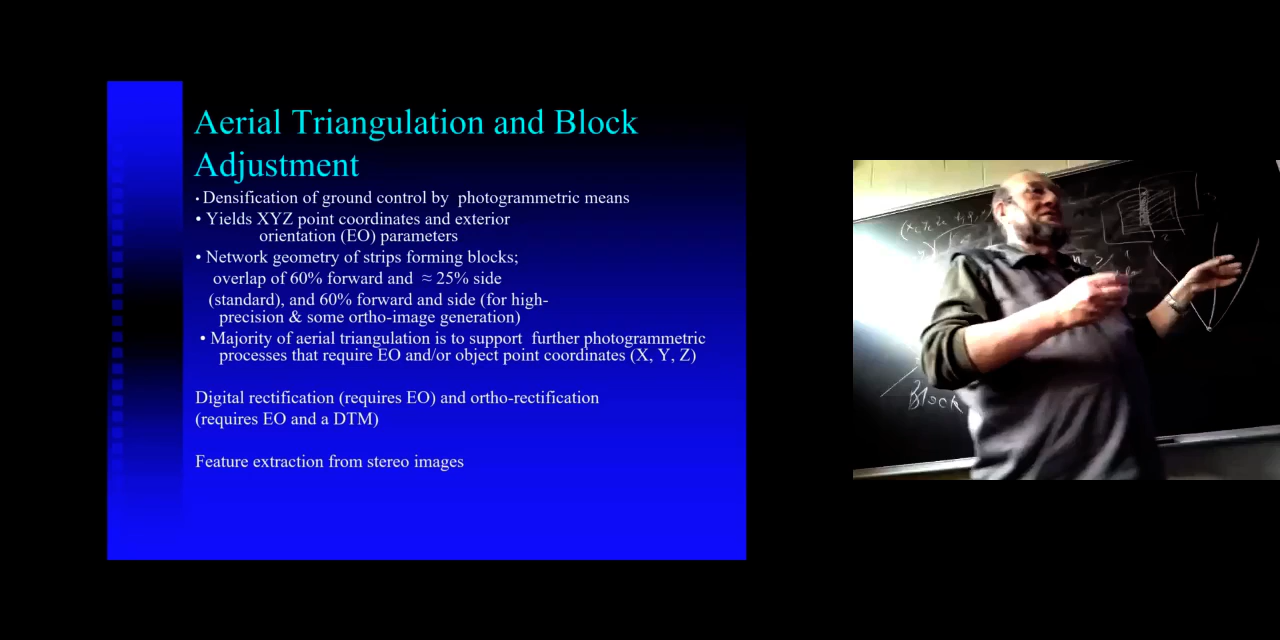 Aerial Triangulation and Block
Adjustment
• Densification of ground control by photogrammetric means
• Yields XYZ point coordinates and exterior
orientation (EO) parameters
• Network geometry of strips forming blocks;
overlap of 60% forward and ≈ 25% side
(standard), and 60% forward and side (for high-
precision & some ortho-image generation)
• Majority of aerial triangulation is to support further photogrammetric
processes that require EO and/or object point coordinates (X, Y, Z)
Digital rectification (requires EO) and ortho-rectification
(requires EO and a DTM)
Feature extraction from stereo images
Block